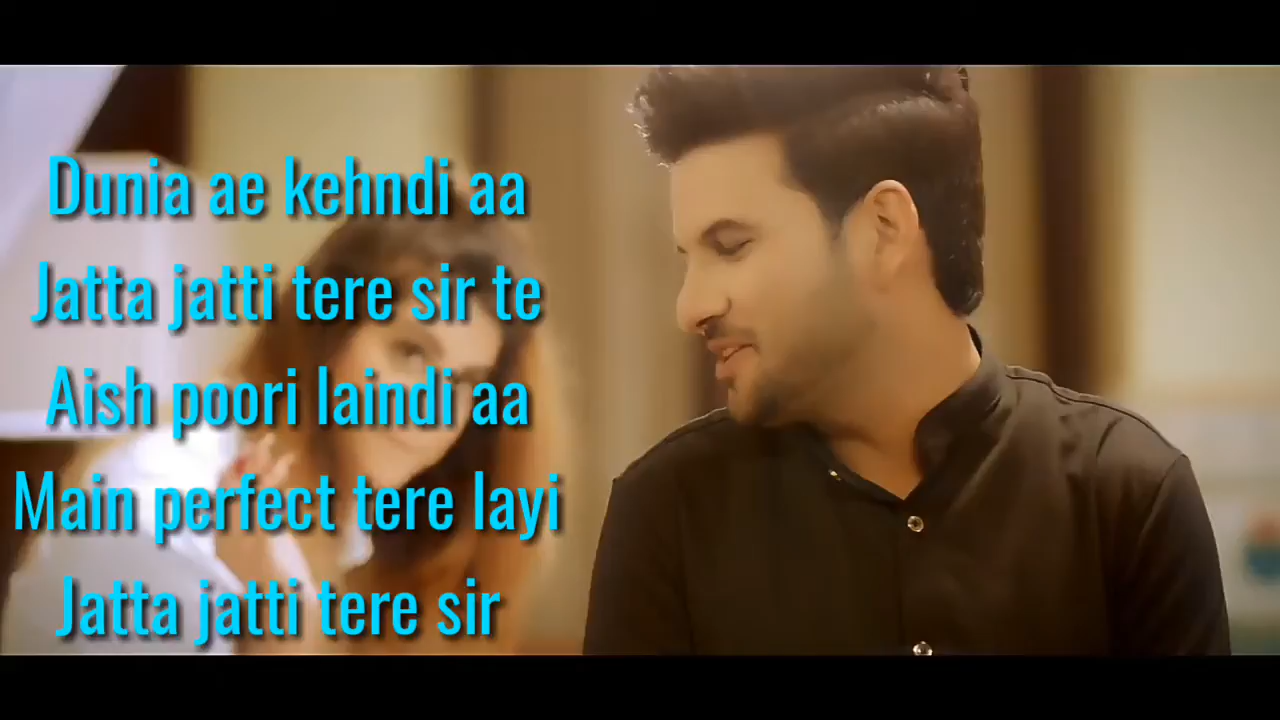 Dunia ae kehndi aa
Jatta jatti tere sir te
Aish poori laindi aa
Main perfect tere layi
Jatta jatti tere sir